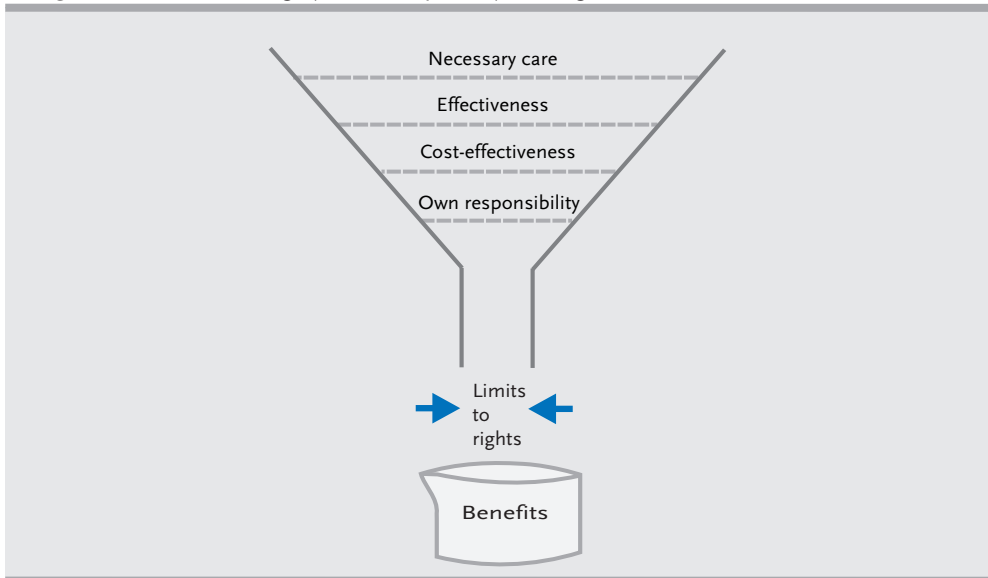 Necessary care
Effectiveness
Cost-effectiveness
Own responsibility
Limits
to
rights
Benefits